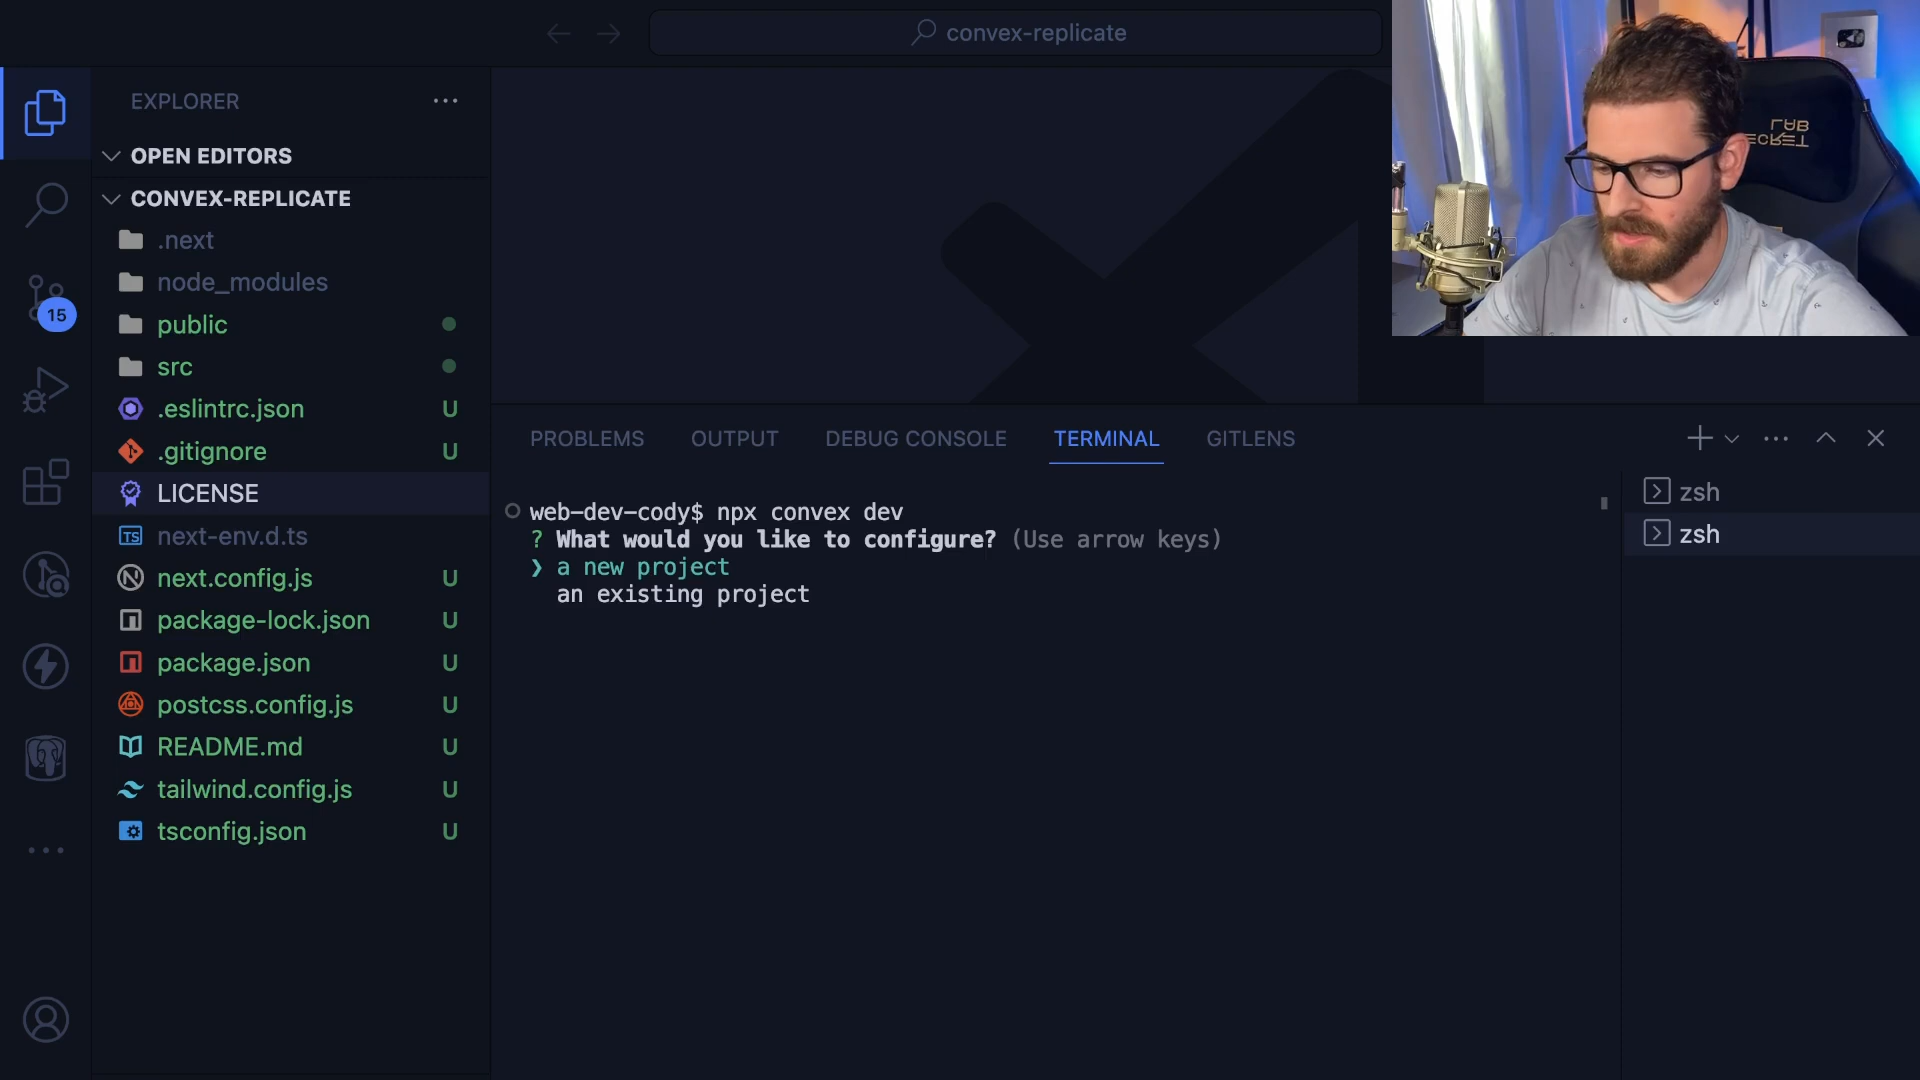 convex-replicate
EXPLORER
OPEN EDITORS
CONVEX-REPLICATE
.next
node_modules
public
src
.eslintrc.json U
.gitignore U
LICENSE
next-env.d.ts
next.config.js U
package-lock.json U
package.json U
postcss.config.js U
README.md U
tailwind.config.js U
tsconfig.json U
15
TS
PROBLEMS OUTPUT DEBUG CONSOLE TERMINAL GITLENS
web-dev-cody$ npx convex dev
? What would you like to configure? (Use arrow keys)
❯ a new project
an existing project
zsh
zsh
SECRET
LAB